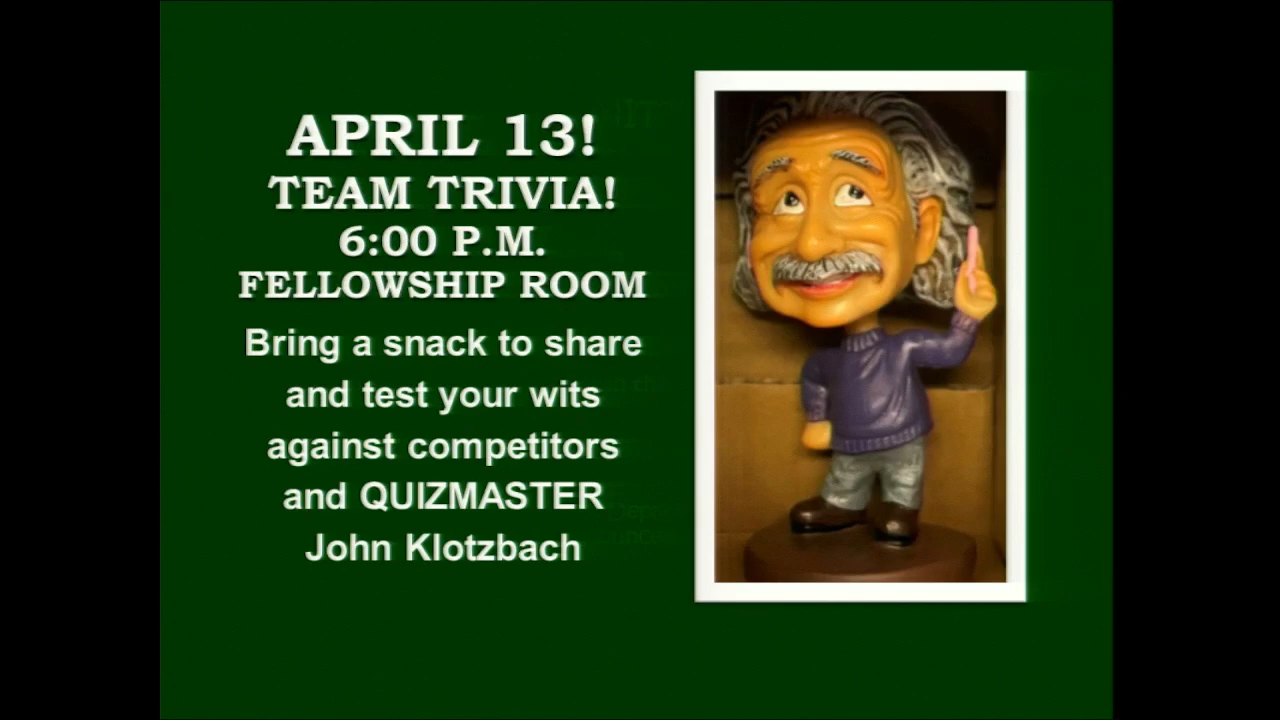 APRIL 13!
TEAM TRIVIA!
6:00 P.M.
FELLOWSHIP ROOM
Bring a snack to share
and test your wits
against competitors
and QUIZMASTER
John Klotzbach